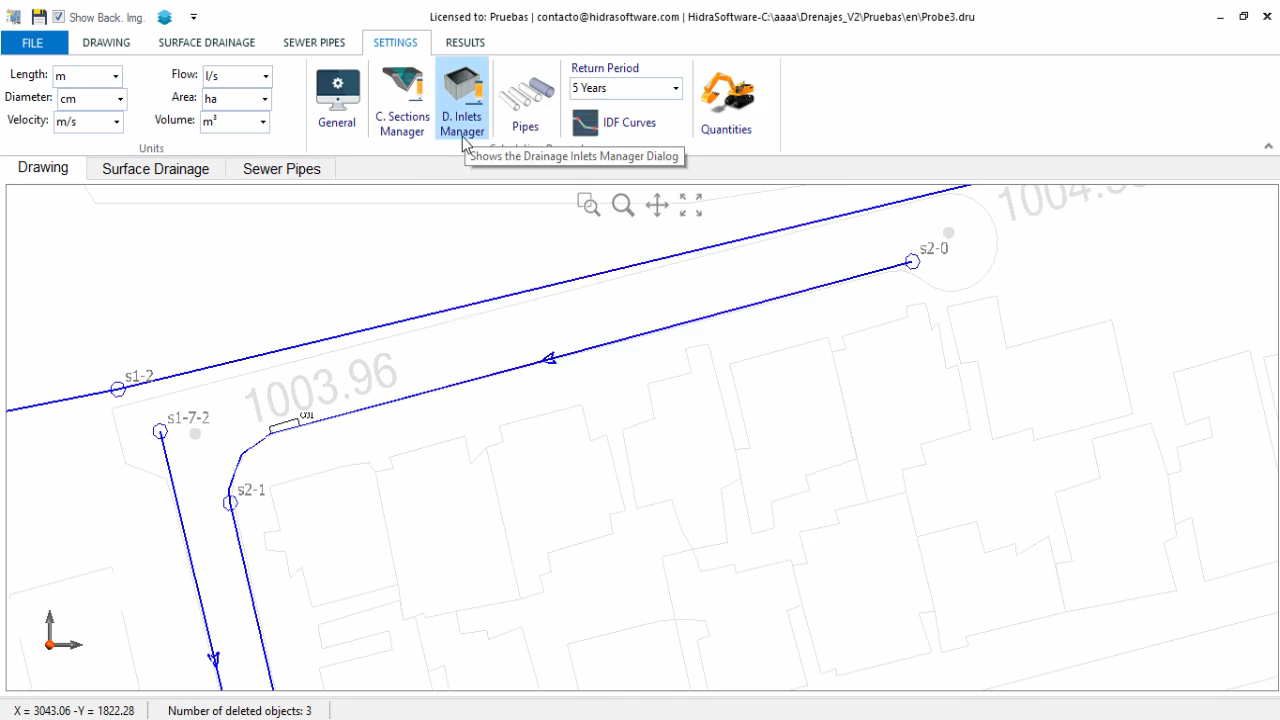 Show Back. Img.
Licensed to: Pruebas | contacto@hidrasoftware.com | HidraSoftware-C:\aaaa\Drenajes_V2\Pruebas\en\Probe3.dru
FILE
DRAWING
SURFACE DRAINAGE
SEWER PIPES
SETTINGS
RESULTS
Length:
m
Flow:
l/s
Diameter:
cm
Area:
ha
Velocity:
m/s
Volume:
m³
Units
General
C. Sections
Manager
D. Inlets
Manager
Pipes
Return Period
5 Years
IDF Curves
Quantities
Shows the Drainage Inlets Manager Dialog
Drawing
Surface Drainage
Sewer Pipes
s2-0
s1-2
1003.96
s1-7-2
s2-1
X = 3043.06 -Y = 1822.28
Number of deleted objects: 3